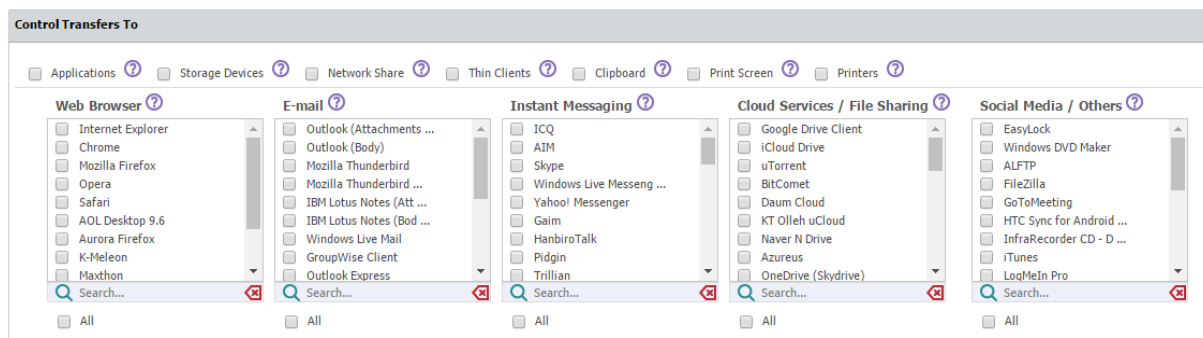 Control Transfers To
Applications ? Storage Devices ? Network Share ? Thin Clients ? Clipboard ? Print Screen ? Printers ?
Web Browser ?
Internet Explorer
Chrome
Mozilla Firefox
Opera
Safari
AOL Desktop 9.6
Aurora Firefox
K-Meleon
Maxthon
Search...
All
E-mail ?
Outlook (Attachments ...
Outlook (Body)
Mozilla Thunderbird
Mozilla Thunderbird ...
IBM Lotus Notes (Att ...
IBM Lotus Notes (Bod ...
Windows Live Mail
GroupWise Client
Outlook Express
Search...
All
Instant Messaging ?
ICQ
AIM
Skype
Windows Live Messeng ...
Yahoo! Messenger
Gaim
HanbiroTalk
Pidgin
Trillian
Search...
All
Cloud Services / File Sharing ?
Google Drive Client
iCloud Drive
uTorrent
BitComet
Daum Cloud
KT Olleh uCloud
Naver N Drive
Azureus
OneDrive (Skydrive)
Search...
All
Social Media / Others ?
EasyLock
Windows DVD Maker
ALFTP
FileZilla
GoToMeeting
HTC Sync for Android ...
InfraRecorder CD - D ...
iTunes
LogMeIn Pro
Search...
All